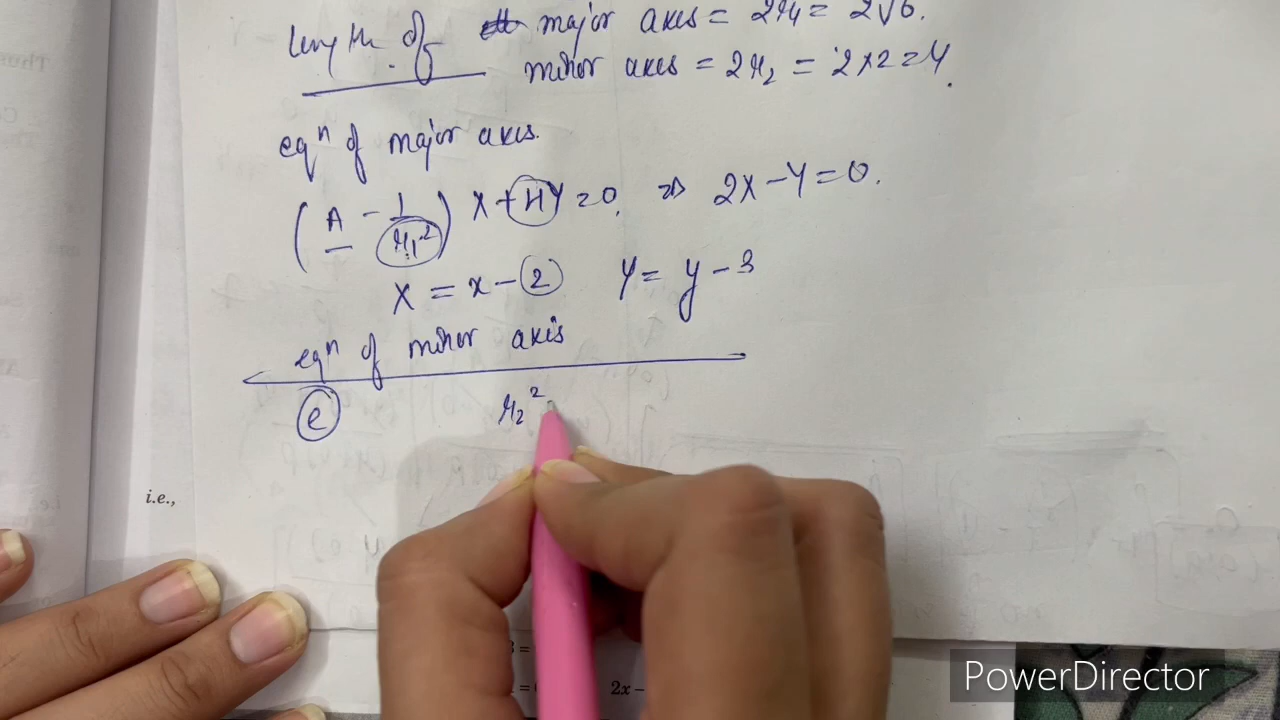 length of major axis = 2r₁ = 2√6.
minor axis = 2r₂ = 2×2=4.
eqⁿ of major axis.
(A - 1/r₁²) X + HY = 0. ⇒ 2X - Y = 0.
X = x - 2 Y = y - 3
eqⁿ of minor axis
e r₂²
i.e.,
2x -
PowerDirector